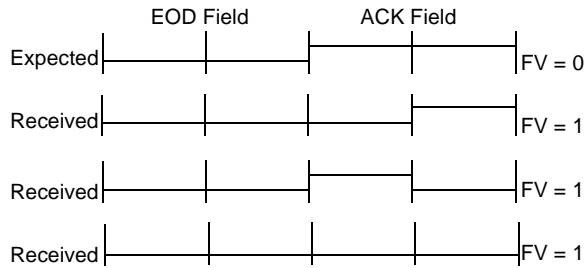 EOD Field ACK Field
Expected FV = 0
Received FV = 1
Received FV = 1
Received FV = 1